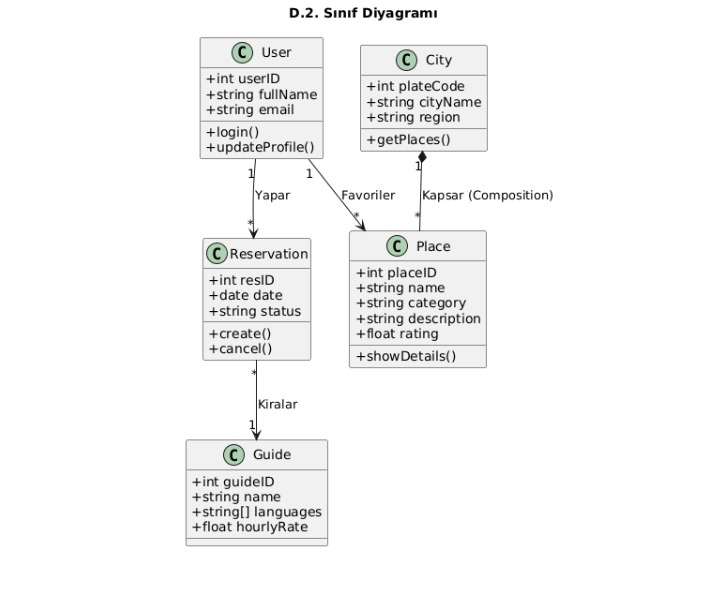 D.2. Sınıf Diyagramı
C User
+int userID
+string fullName
+string email
+login()
+updateProfile()
C City
+int plateCode
+string cityName
+string region
+getPlaces()
1
Yapar
*
1
Favoriler
*
1
Kapsar (Composition)
*
C Reservation
+int resID
+date date
+string status
+create()
+cancel()
C Place
+int placeID
+string name
+string category
+string description
+float rating
+showDetails()
*
Kiralar
1
C Guide
+int guideID
+string name
+string[] languages
+float hourlyRate